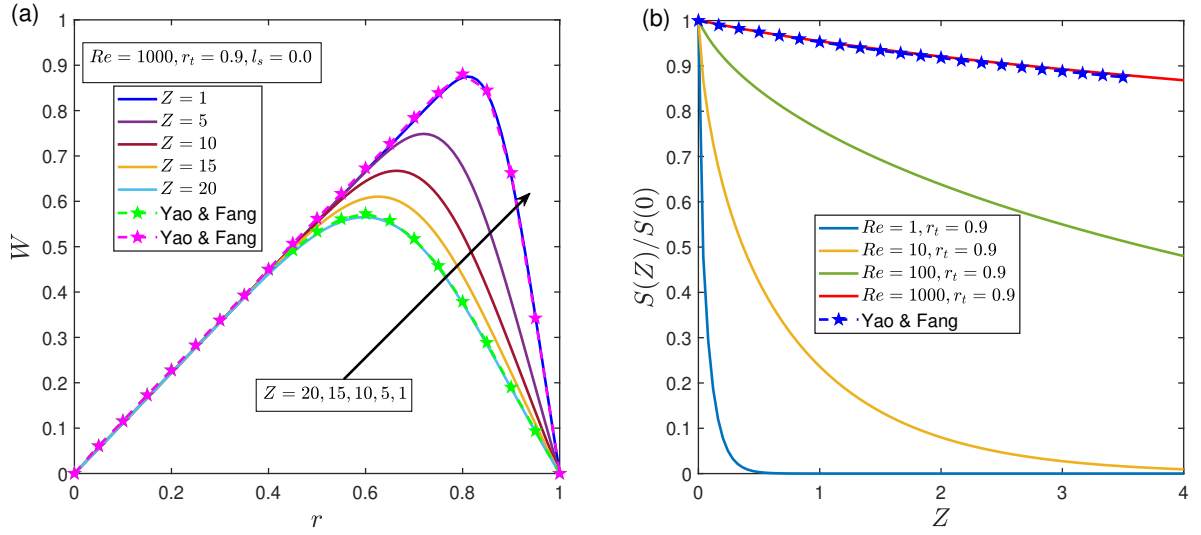 (a)
Re = 1000, r_t = 0.9, l_s = 0.0
Z = 1
Z = 5
Z = 10
Z = 15
Z = 20
Yao & Fang
Yao & Fang
Z = 20, 15, 10, 5, 1
1
0.9
0.8
0.7
0.6
0.5
0.4
0.3
0.2
0.1
0
0
0.2
0.4
0.6
0.8
1
W
r
(b)
1
0.9
0.8
0.7
0.6
0.5
0.4
0.3
0.2
0.1
0
0
1
2
3
4
S(Z)/S(0)
Z
Re = 1, r_t = 0.9
Re = 10, r_t = 0.9
Re = 100, r_t = 0.9
Re = 1000, r_t = 0.9
Yao & Fang